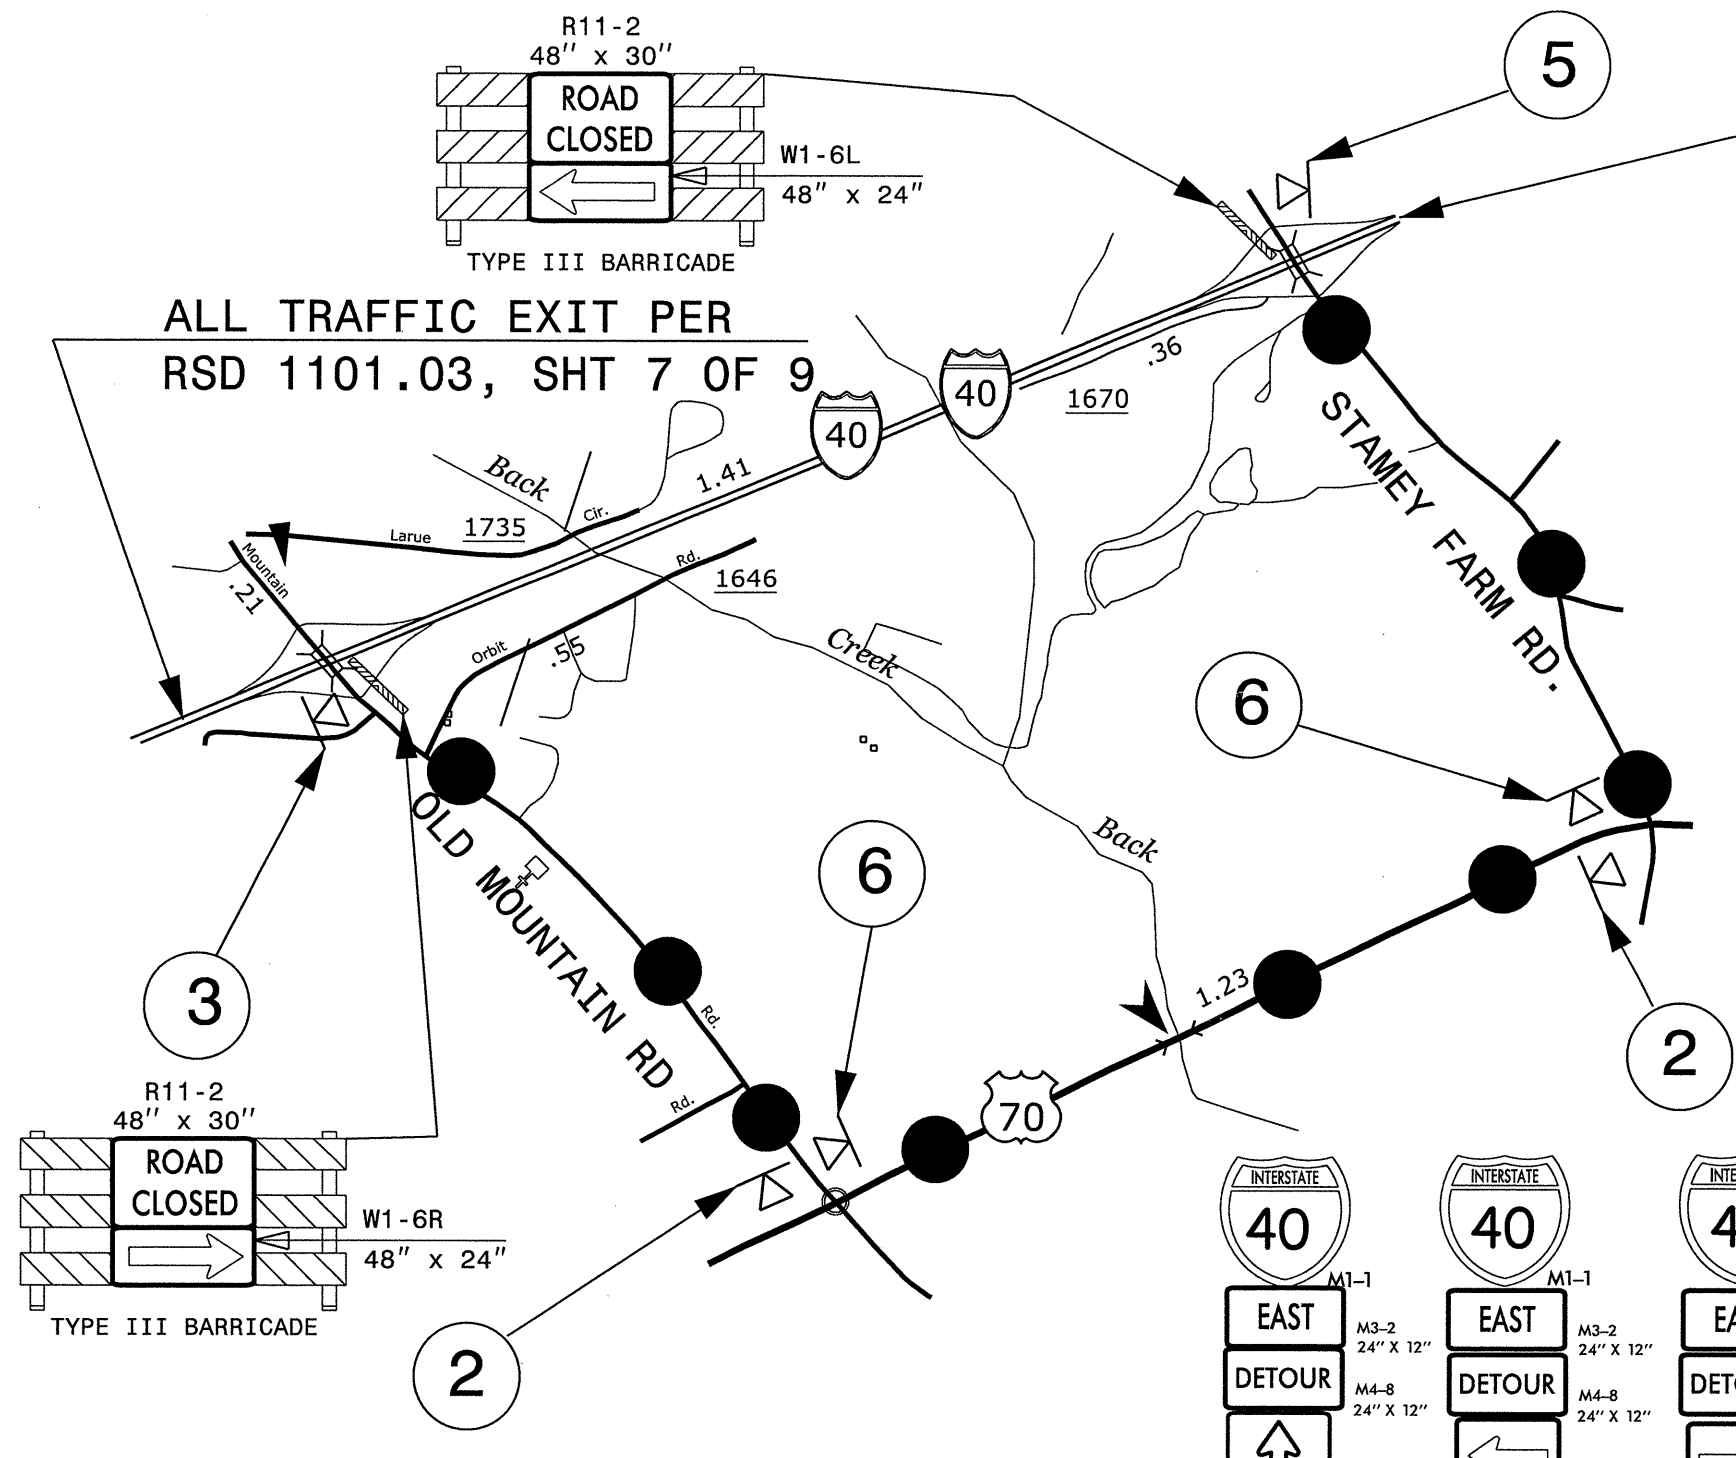 R11-2
48" x 30"
ROAD
CLOSED
W1-6L
48" x 24"
TYPE III BARRICADE
5
ALL TRAFFIC EXIT PER
RSD 1101.03, SHT 7 OF 9
40
40
.36
1670
1.41
Back
Cir.
1735
Larue
Mountain
.21
Rd.
1646
Orbit
.55
Creek
STAMEY FARM RD.
6
OLD MOUNTAIN RD
6
Back
3
Rd.
1.23
2
Rd.
70
R11-2
48" x 30"
ROAD
CLOSED
W1-6R
48" x 24"
TYPE III BARRICADE
2
INTERSTATE
40
M1-1
EAST
M3-2
24" X 12"
DETOUR
M4-8
24" X 12"
INTERSTATE
40
M1-1
EAST
M3-2
24" X 12"
DETOUR
M4-8
24" X 12"
INTE
4
EA
DETO